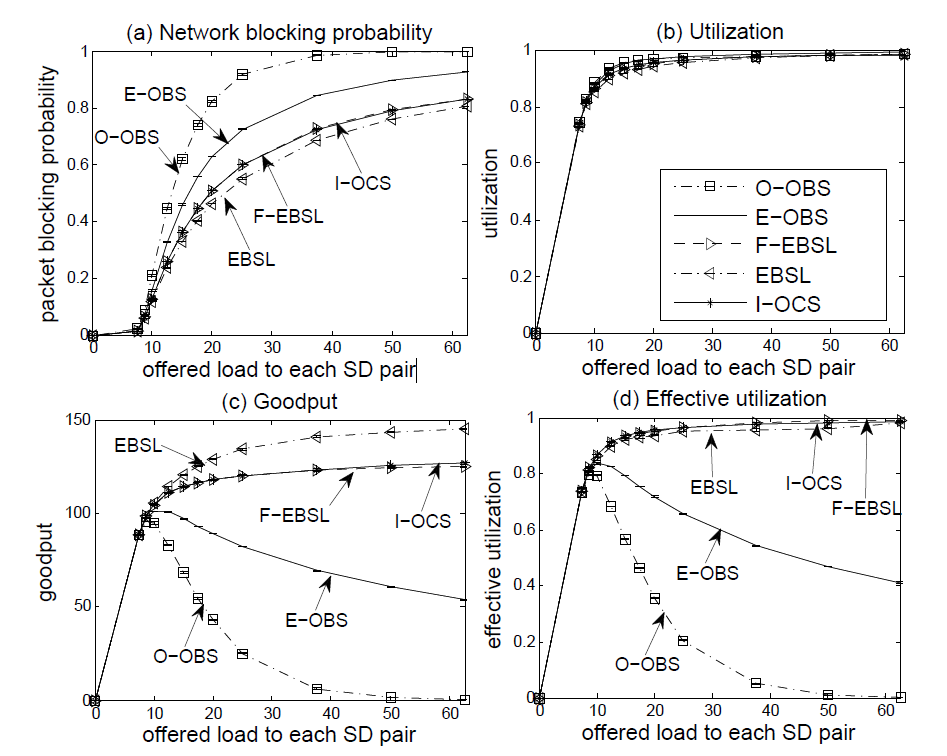 (a) Network blocking probability
1
0.8
0.6
0.4
0.2
0
packet blocking probability
E-OBS
O-OBS
I-OCS
F-EBSL
EBSL
0 10 20 30 40 50 60
offered load to each SD pair
(b) Utilization
1
0.8
0.6
0.4
0.2
0
utilization
O-OBS
E-OBS
F-EBSL
EBSL
I-OCS
0 10 20 30 40 50 60
offered load to each SD pair
(c) Goodput
150
100
50
0
goodput
EBSL
F-EBSL
I-OCS
E-OBS
O-OBS
0 10 20 30 40 50 60
offered load to each SD pair
(d) Effective utilization
1
0.8
0.6
0.4
0.2
0
effective utilization
EBSL
I-OCS
F-EBSL
E-OBS
O-OBS
0 10 20 30 40 50 60
offered load to each SD pair